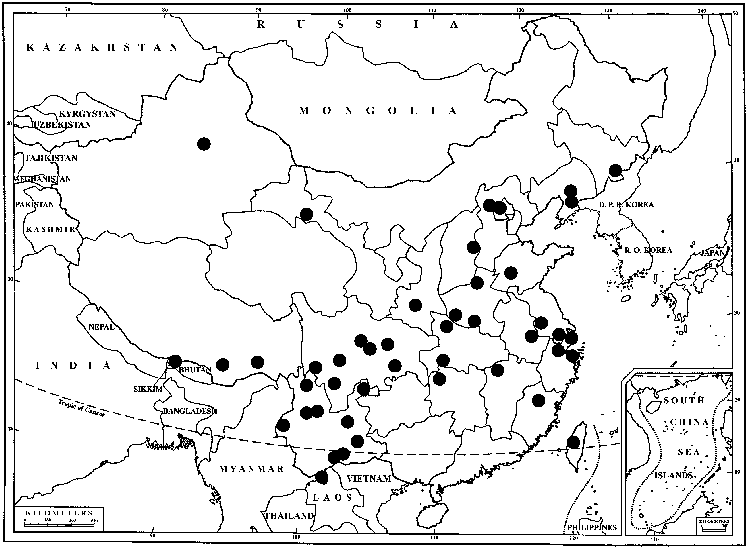 R U S S I A
K A Z A K H S T A N
M O N G O L I A
KYRGYSTAN
UZBEKISTAN
TAJIKISTAN
PAKISTAN
KASHMIR
D. P. R. KOREA
R. O. KOREA
JAPAN
NEPAL
I N D I A
BHUTAN
SIKKIM
Tropic of Cancer
BANGLADESH
SOUTH
CHINA
SEA
ISLANDS
MYANMAR
VIETNAM
LAOS
THAILAND
PHILIPPINES
KILOMETERS